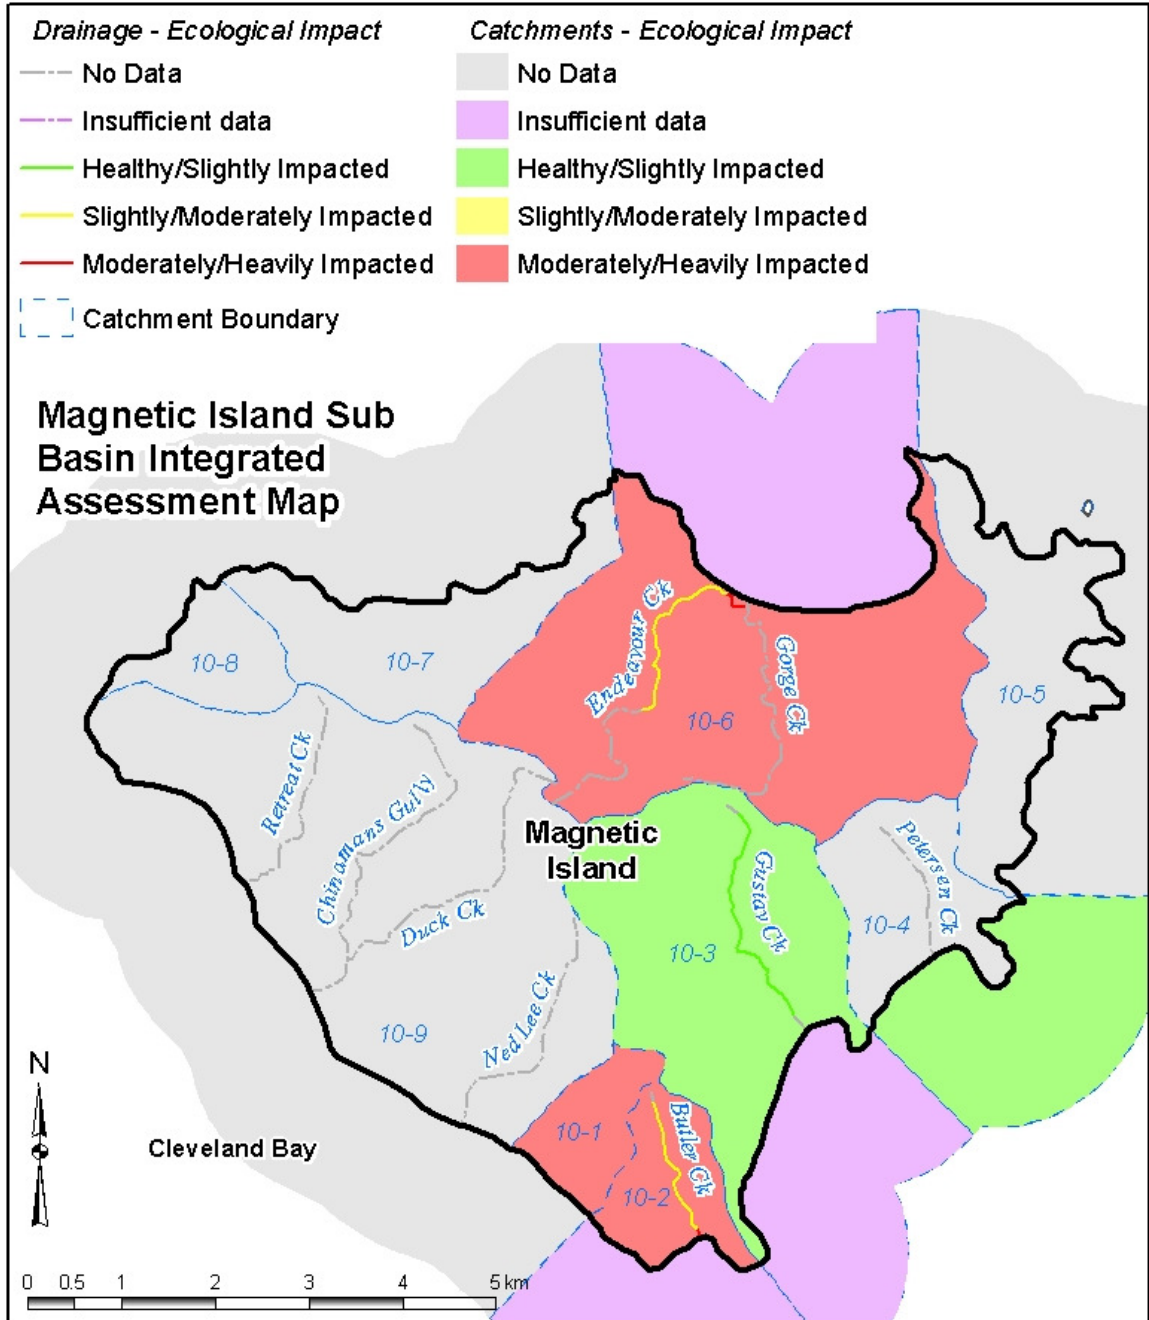 Drainage - Ecological Impact
No Data
Insufficient data
Healthy/Slightly Impacted
Slightly/Moderately Impacted
Moderately/Heavily Impacted
Catchment Boundary
Catchments - Ecological Impact
No Data
Insufficient data
Healthy/Slightly Impacted
Slightly/Moderately Impacted
Moderately/Heavily Impacted
Magnetic Island Sub
Basin Integrated
Assessment Map
Endeavour Ck
Gorge Ck
10-8
10-7
10-6
10-5
Retreat Ck
Chinamans Gully
Magnetic
Island
Gustav Ck
Petersen Ck
Duck Ck
10-4
10-3
Ned Lee Ck
10-9
N
10-1
Butler Ck
10-2
Cleveland Bay
0 0.5 1 2 3 4 5 km